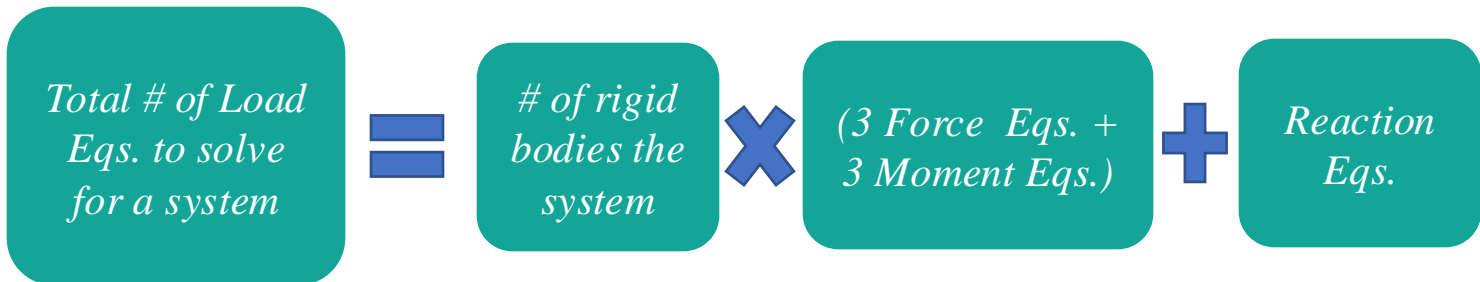 Total # of Load
Eqs. to solve
for a system
# of rigid
bodies the
system
(3 Force Eqs. +
3 Moment Eqs.)
Reaction
Eqs.